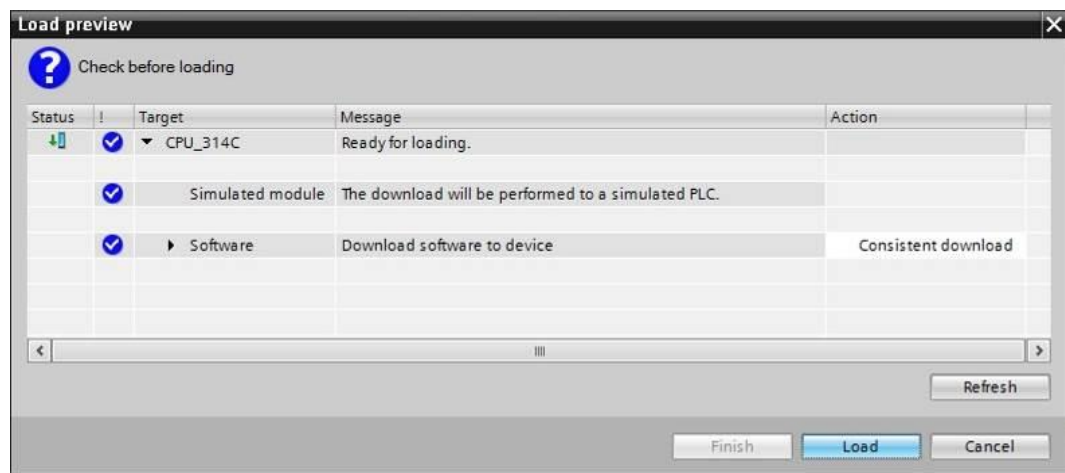 Load preview
Check before loading
Status ! Target Message Action
CPU_314C Ready for loading.
Simulated module The download will be performed to a simulated PLC.
Software Download software to device Consistent download
Refresh
Finish Load Cancel